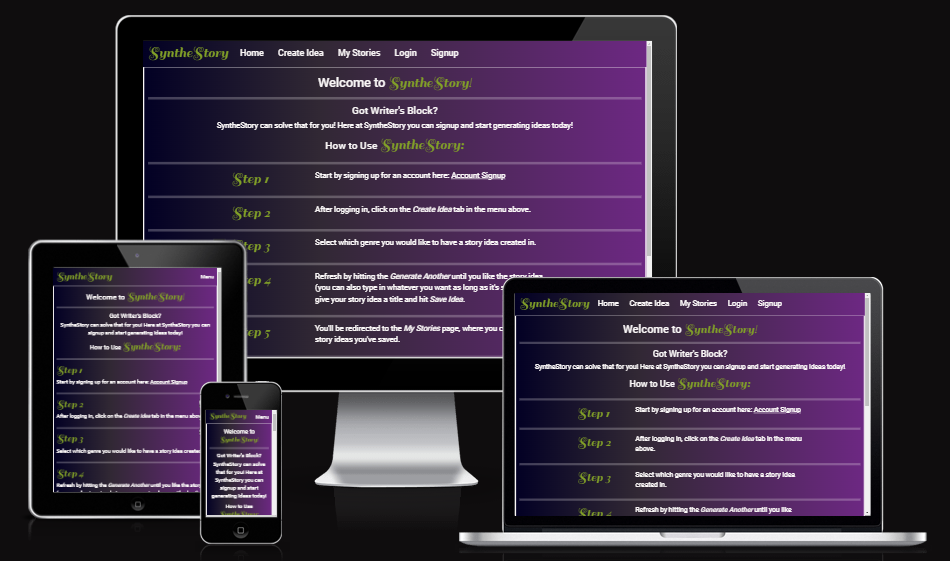 SyntheStory Home Create Idea My Stories Login Signup
Welcome to SyntheStory!
Got Writer's Block?
SyntheStory can solve that for you! Here at SyntheStory you can signup and start generating ideas today!
How to Use SyntheStory:
Step 1 Start by signing up for an account here: Account Signup
Step 2 After logging in, click on the Create Idea tab in the menu above.
Step 3 Select which genre you would like to have a story idea created in.
Step 4 Refresh by hitting the Generate Another until you like the story idea
(you can also type in whatever you want as long as it's
give your story idea a title and hit Save Idea.
Step 5 You'll be redirected to the My Stories page, where you
story ideas you've saved.
SyntheStory Menu
Welcome to SyntheStory!
Got Writer's Block?
SyntheStory can solve that for you! Here at SyntheStory you can
signup and start generating ideas today!
How to Use SyntheStory:
Step 1
Start by signing up for an account here: Account Signup
Step 2
After logging in, click on the Create Idea tab in the menu above
Step 3
Select which genre you would like to have a story idea created
Step 4
Refresh by hitting the Generate Another until you like the story
SyntheStory Menu
Welcome to
SyntheStory!
Got Writer's Block?
SyntheStory can solve
that for you! Here at
SyntheStory you can
signup and start
generating ideas today!
How to Use
SyntheStory:
SyntheStory Home Create Idea My Stories Login Signup
Welcome to SyntheStory!
Got Writer's Block?
SyntheStory can solve that for you! Here at SyntheStory you can signup and start generating ideas today!
How to Use SyntheStory:
Step 1 Start by signing up for an account here: Account Signup
Step 2 After logging in, click on the Create Idea tab in the menu
above.
Step 3 Select which genre you would like to have a story idea
created in.
Step 4 Refresh by hitting the Generate Another until you like